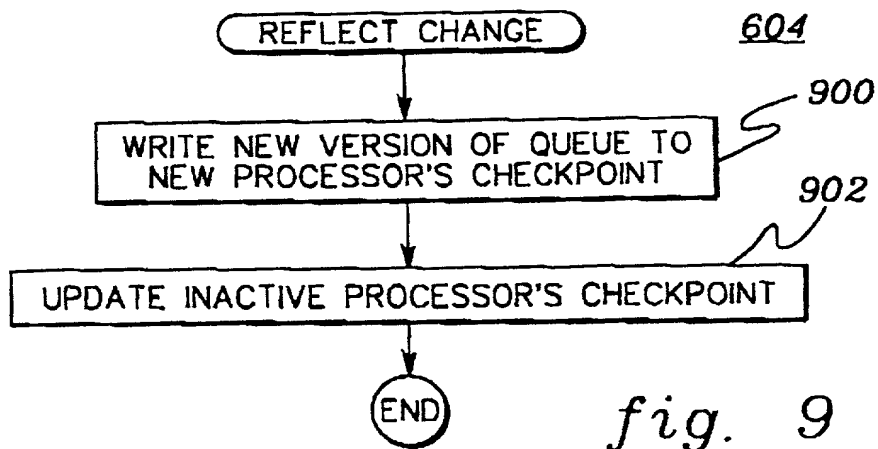 REFLECT CHANGE
604
900
WRITE NEW VERSION OF QUEUE TO
NEW PROCESSOR'S CHECKPOINT
902
UPDATE INACTIVE PROCESSOR'S CHECKPOINT
END
fig. 9